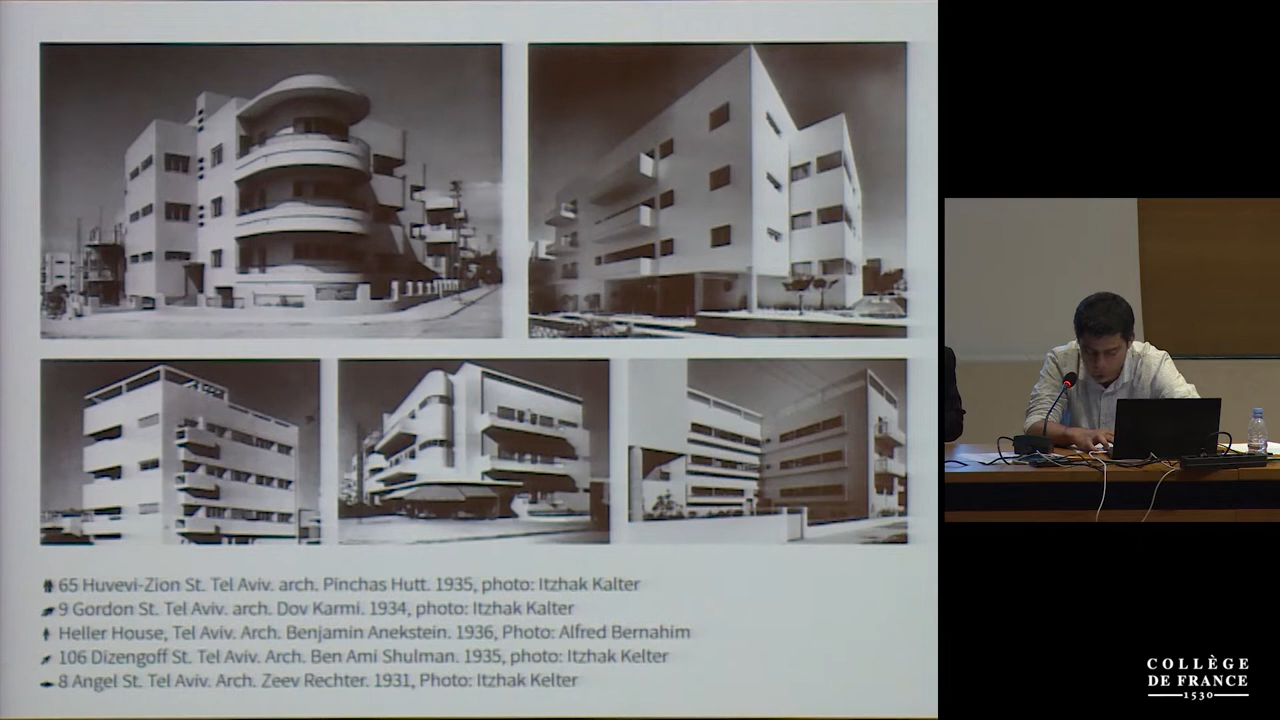 65 Huvevi-Zion St. Tel Aviv. arch. Pinchas Hutt. 1935, photo: Itzhak Kalter
9 Gordon St. Tel Aviv. arch. Dov Karmi. 1934, photo: Itzhak Kalter
Heller House, Tel Aviv. Arch. Benjamin Anekstein. 1936, Photo: Alfred Bernahim
106 Dizengoff St. Tel Aviv. Arch. Ben Ami Shulman. 1935, photo: Itzhak Kelter
8 Angel St. Tel Aviv. Arch. Zeev Rechter. 1931, Photo: Itzhak Kelter
COLLÈGE
DE FRANCE
1530